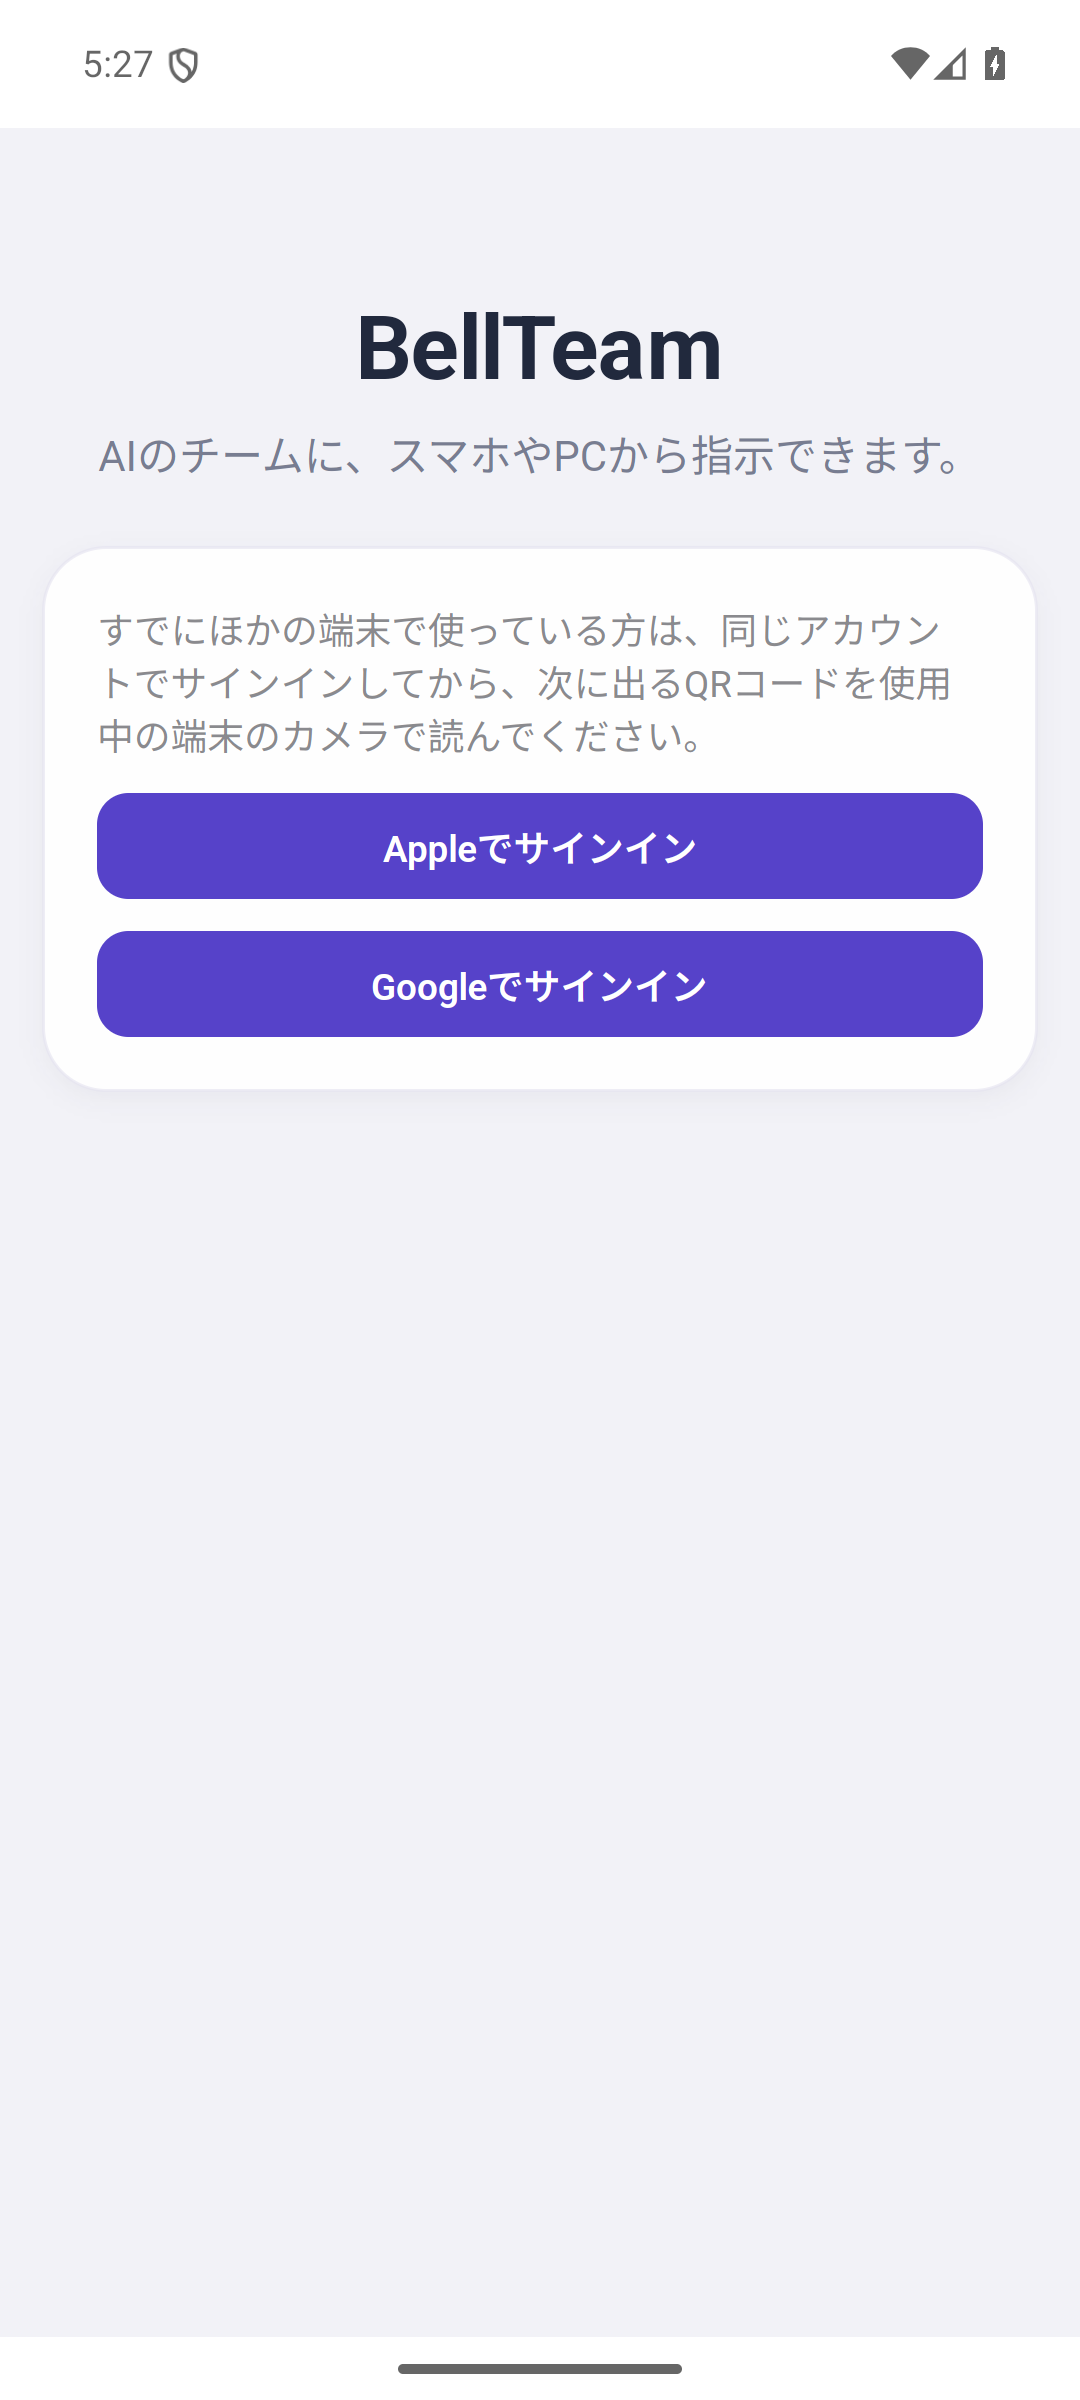 5:27
BellTeam
AIのチームに、スマホやPCから指示できます。
すでにほかの端末で使っている方は、同じアカウン
トでサインインしてから、次に出るQRコードを使用
中の端末のカメラで読んでください。
Appleでサインイン
Googleでサインイン